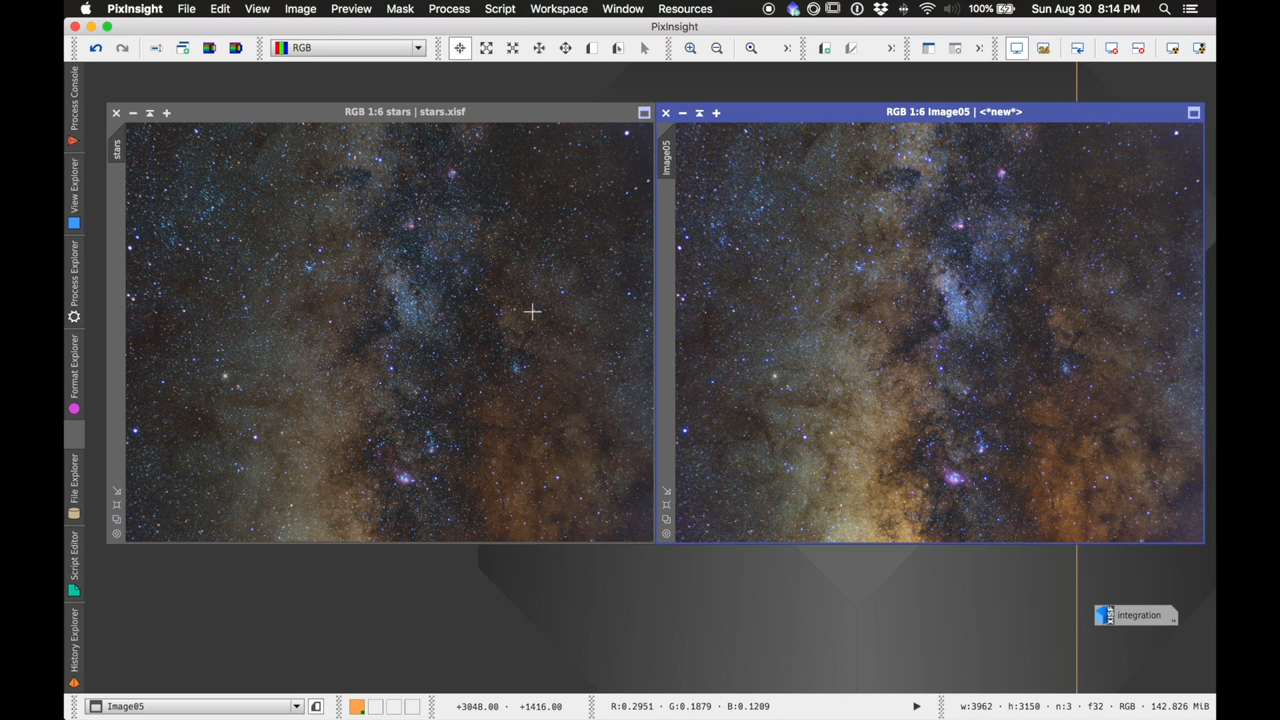 PixInsight File Edit View Image Preview Mask Process Script Workspace Window Resources 100% Sun Aug 30 8:14 PM
PixInsight
RGB
RGB 1:6 stars | stars.xisf
RGB 1:6 Image05 | <*new*>
stars
Image05
Process Console
View Explorer
Process Explorer
Format Explorer
File Explorer
Script Editor
History Explorer
XISF integration
Image05
+3048.00 · +1416.00
R:0.2951 · G:0.1879 · B:0.1209
w:3962 · h:3150 · n:3 · f32 · RGB · 142.826 MiB